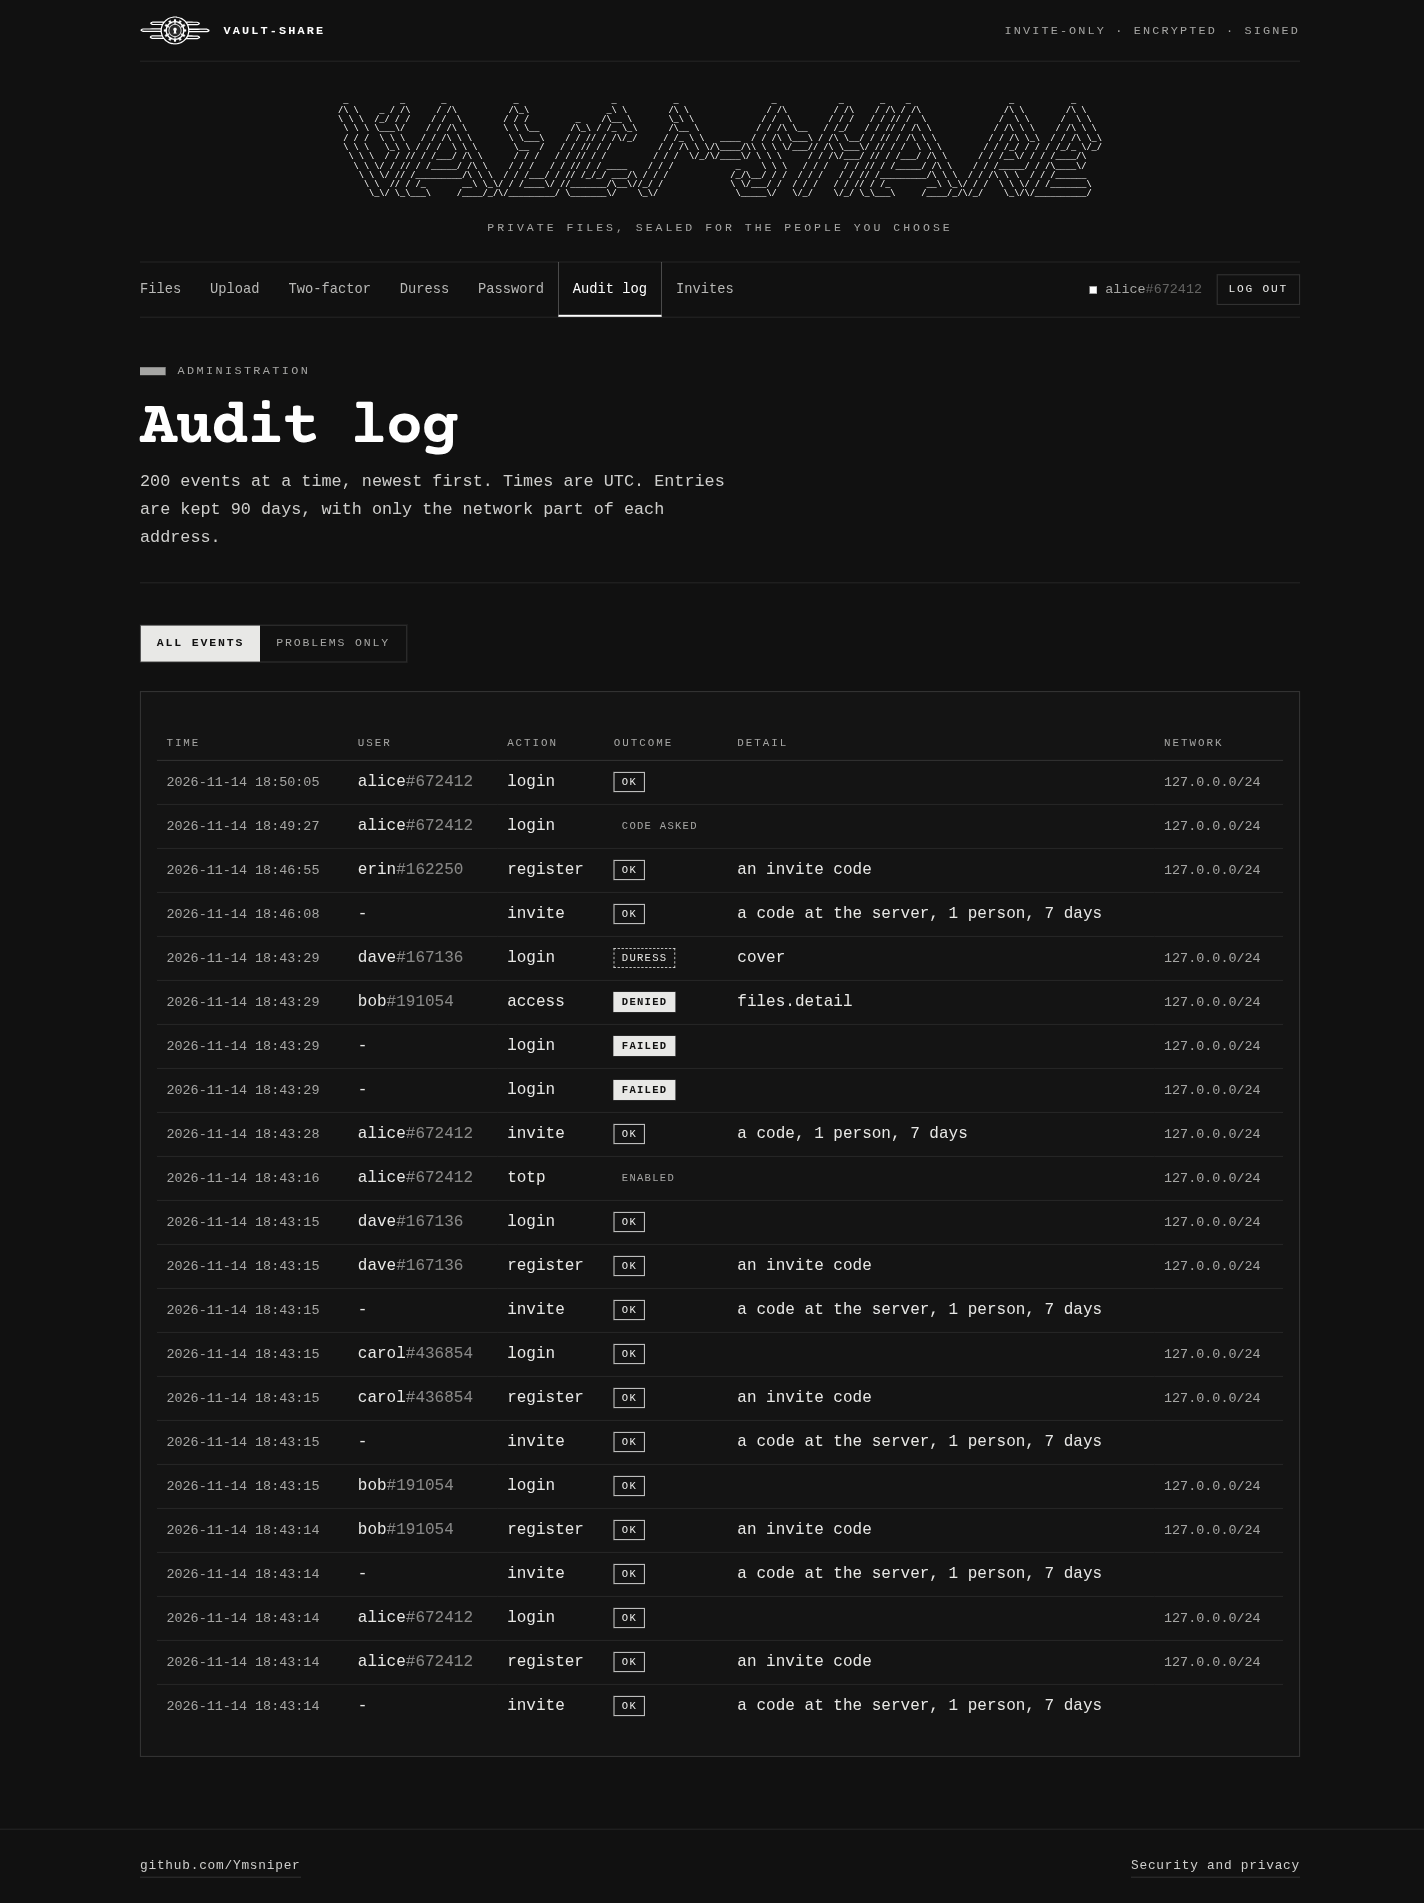 VAULT-SHARE
INVITE-ONLY · ENCRYPTED · SIGNED
VAULT-SHARE
PRIVATE FILES, SEALED FOR THE PEOPLE YOU CHOOSE
Files Upload Two-factor Duress Password Audit log Invites alice#672412 LOG OUT
ADMINISTRATION
Audit log
200 events at a time, newest first. Times are UTC. Entries
are kept 90 days, with only the network part of each
address.
ALL EVENTS PROBLEMS ONLY
TIME USER ACTION OUTCOME DETAIL NETWORK
2026-11-14 18:50:05 alice#672412 login OK 127.0.0.0/24
2026-11-14 18:49:27 alice#672412 login CODE ASKED 127.0.0.0/24
2026-11-14 18:46:55 erin#162250 register OK an invite code 127.0.0.0/24
2026-11-14 18:46:08 - invite OK a code at the server, 1 person, 7 days
2026-11-14 18:43:29 dave#167136 login DURESS cover 127.0.0.0/24
2026-11-14 18:43:29 bob#191054 access DENIED files.detail 127.0.0.0/24
2026-11-14 18:43:29 - login FAILED 127.0.0.0/24
2026-11-14 18:43:29 - login FAILED 127.0.0.0/24
2026-11-14 18:43:28 alice#672412 invite OK a code, 1 person, 7 days 127.0.0.0/24
2026-11-14 18:43:16 alice#672412 totp ENABLED 127.0.0.0/24
2026-11-14 18:43:15 dave#167136 login OK 127.0.0.0/24
2026-11-14 18:43:15 dave#167136 register OK an invite code 127.0.0.0/24
2026-11-14 18:43:15 - invite OK a code at the server, 1 person, 7 days
2026-11-14 18:43:15 carol#436854 login OK 127.0.0.0/24
2026-11-14 18:43:15 carol#436854 register OK an invite code 127.0.0.0/24
2026-11-14 18:43:15 - invite OK a code at the server, 1 person, 7 days
2026-11-14 18:43:15 bob#191054 login OK 127.0.0.0/24
2026-11-14 18:43:14 bob#191054 register OK an invite code 127.0.0.0/24
2026-11-14 18:43:14 - invite OK a code at the server, 1 person, 7 days
2026-11-14 18:43:14 alice#672412 login OK 127.0.0.0/24
2026-11-14 18:43:14 alice#672412 register OK an invite code 127.0.0.0/24
2026-11-14 18:43:14 - invite OK a code at the server, 1 person, 7 days
github.com/Ymsniper
Security and privacy